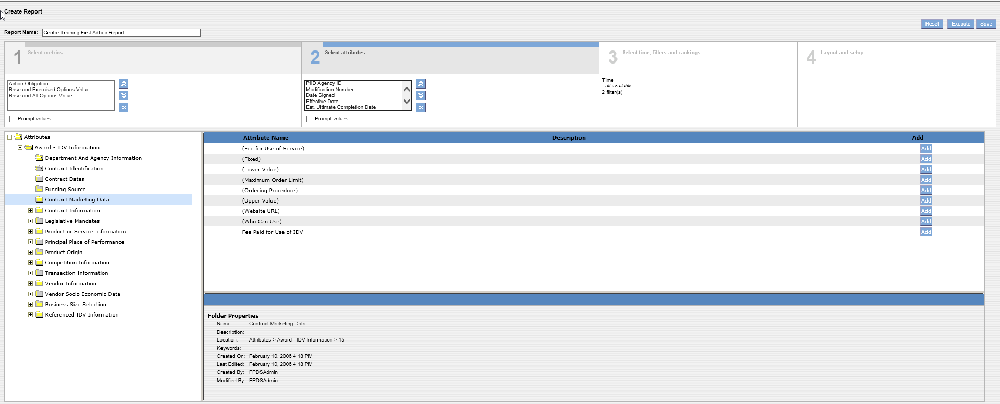 Create Report
Reset Execute Save
Report Name: Centre Training First Adhoc Report
1 Select metrics
2 Select attributes
3 Select time, filters and rankings
4 Layout and setup
Action Obligation
Base and Exercised Options Value
Base and All Options Value
Prompt values
PIID Agency ID
Modification Number
Date Signed
Effective Date
Est. Ultimate Completion Date
Prompt values
Time
all available
2 filter(s)
Attributes
Award - IDV Information
Department And Agency Information
Contract Identification
Contract Dates
Funding Source
Contract Marketing Data
Contract Information
Legislative Mandates
Product or Service Information
Principal Place of Performance
Product Origin
Competition Information
Transaction Information
Vendor Information
Vendor Socio Economic Data
Business Size Selection
Referenced IDV Information
Attribute Name Description Add
(Fee for Use of Service) Add
(Fixed) Add
(Lower Value) Add
(Maximum Order Limit) Add
(Ordering Procedure) Add
(Upper Value) Add
(Website URL) Add
(Who Can Use) Add
Fee Paid for Use of IDV Add
Folder Properties
Name: Contract Marketing Data
Description:
Location: Attributes > Award - IDV Information > 15
Keywords:
Created On: February 10, 2006 4:18 PM
Last Edited: February 10, 2006 4:18 PM
Created By: FPDSAdmin
Modified By: FPDSAdmin